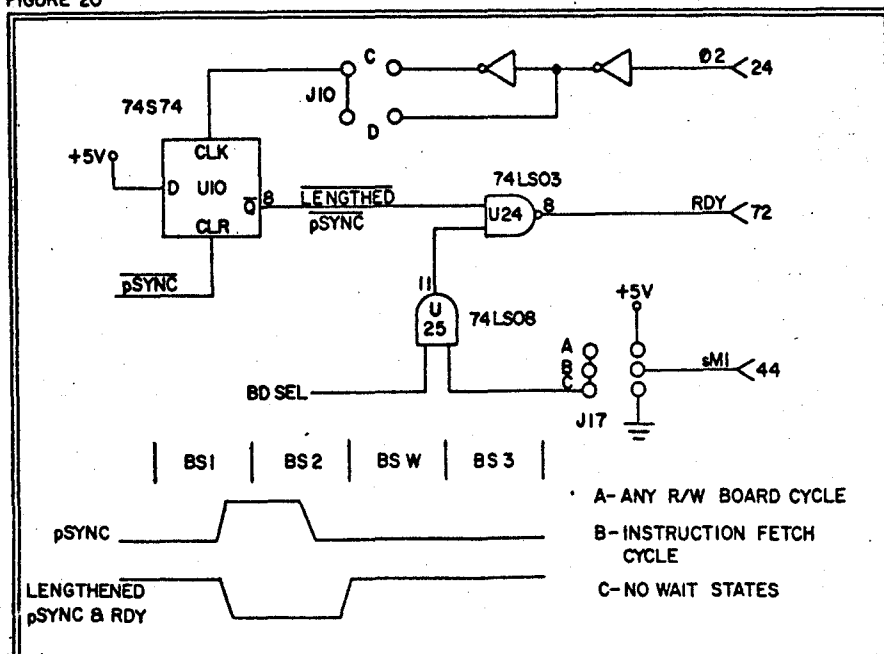 FIGURE 20
C
Ø2
24
J10
74S74
D
+5V
CLK
74LS03
D
U10
Q
8
LENGTHED
pSYNC
U24
8
RDY
72
CLR
pSYNC
11
+5V
U
25
74LS08
A
B
C
sM1
44
BD SEL
J17
BS1
BS2
BS W
BS3
A-ANY R/W BOARD CYCLE
pSYNC
B-INSTRUCTION FETCH
CYCLE
LENGTHENED
pSYNC & RDY
C-NO WAIT STATES